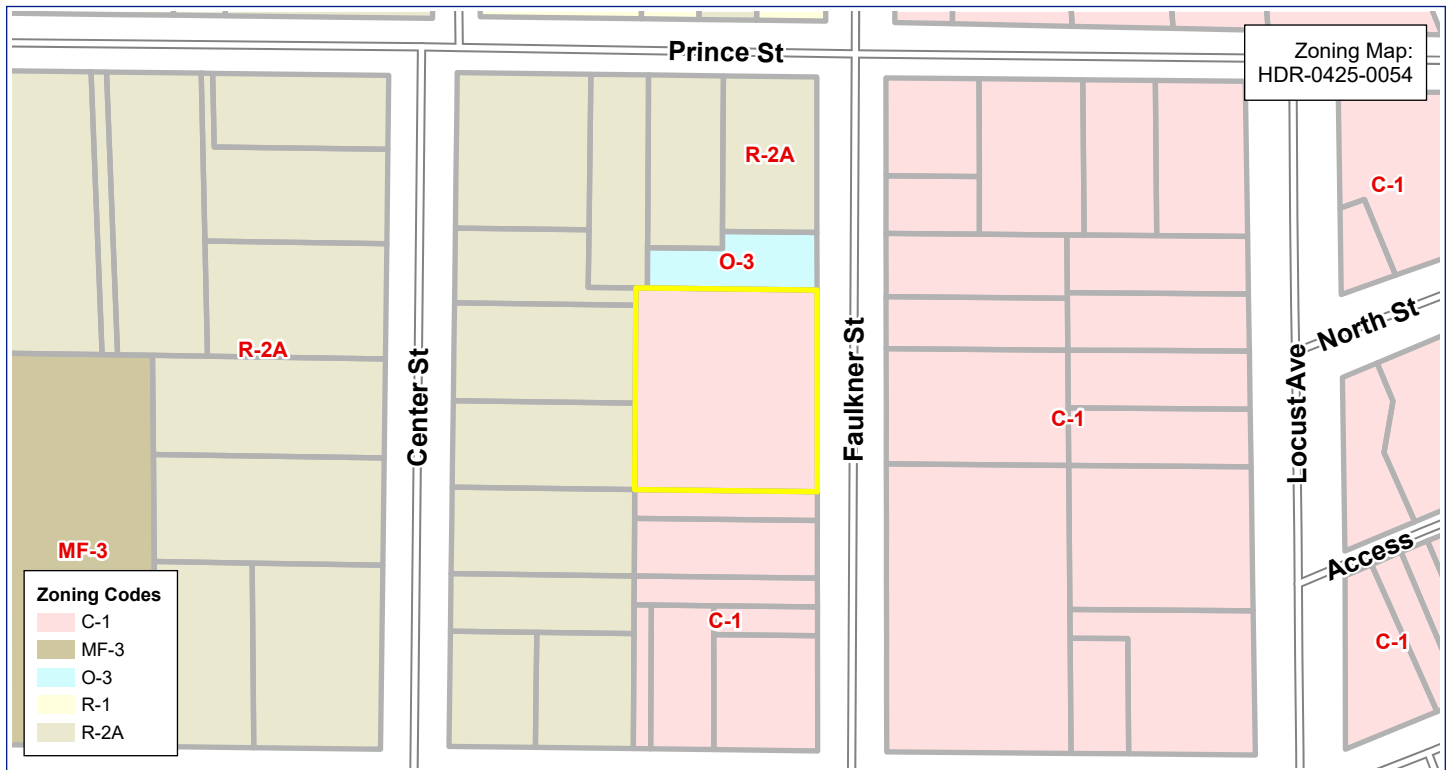 Prince St
Zoning Map:
HDR-0425-0054
R-2A
C-1
O-3
North St
R-2A
Center St
Faulkner St
Locust Ave
C-1
MF-3
Access
C-1
C-1
Zoning Codes
C-1
MF-3
O-3
R-1
R-2A